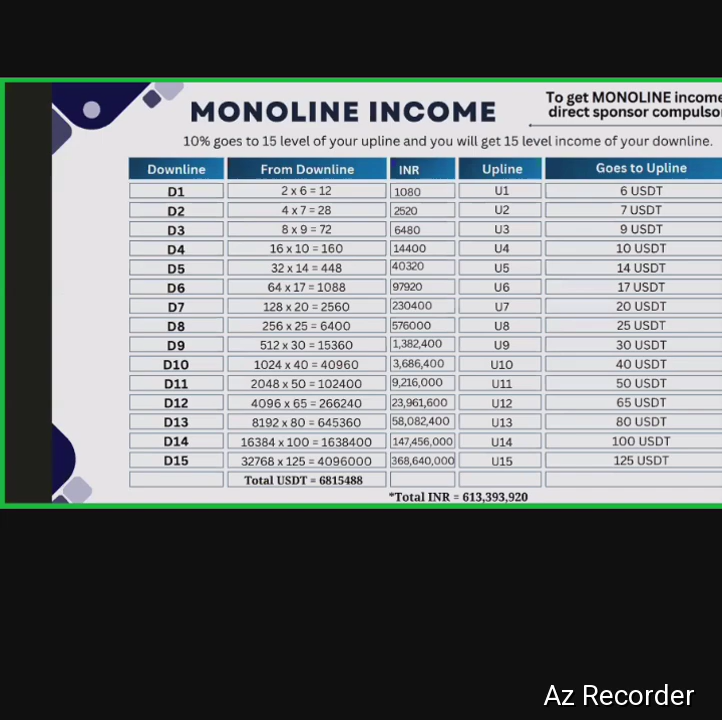 MONOLINE INCOME
To get MONOLINE income
direct sponsor
10% goes to 15 level of your upline and you will get 15 level income of your downline.
Downline From Downline INR Upline Goes to Upline
D1 2 x 6 = 12 1080 U1 6 USDT
D2 4 x 7 = 28 2520 U2 7 USDT
D3 8 x 9 = 72 6480 U3 9 USDT
D4 16 x 10 = 160 14400 U4 10 USDT
D5 32 x 14 = 448 40320 U5 14 USDT
D6 64 x 17 = 1088 97920 U6 17 USDT
D7 128 x 20 = 2560 230400 U7 20 USDT
D8 256 x 25 = 6400 576000 U8 25 USDT
D9 512 x 30 = 15360 1,382,400 U9 30 USDT
D10 1024 x 40 = 40960 3,686,400 U10 40 USDT
D11 2048 x 50 = 102400 9,216,000 U11 50 USDT
D12 4096 x 65 = 266240 23,961,600 U12 65 USDT
D13 8192 x 80 = 645360 58,082,400 U13 80 USDT
D14 16384 x 100 = 1638400 147,456,000 U14 100 USDT
D15 32768 x 125 = 4096000 368,640,000 U15 125 USDT
Total USDT = 6815488
*Total INR = 613,393,920
Az Recorder